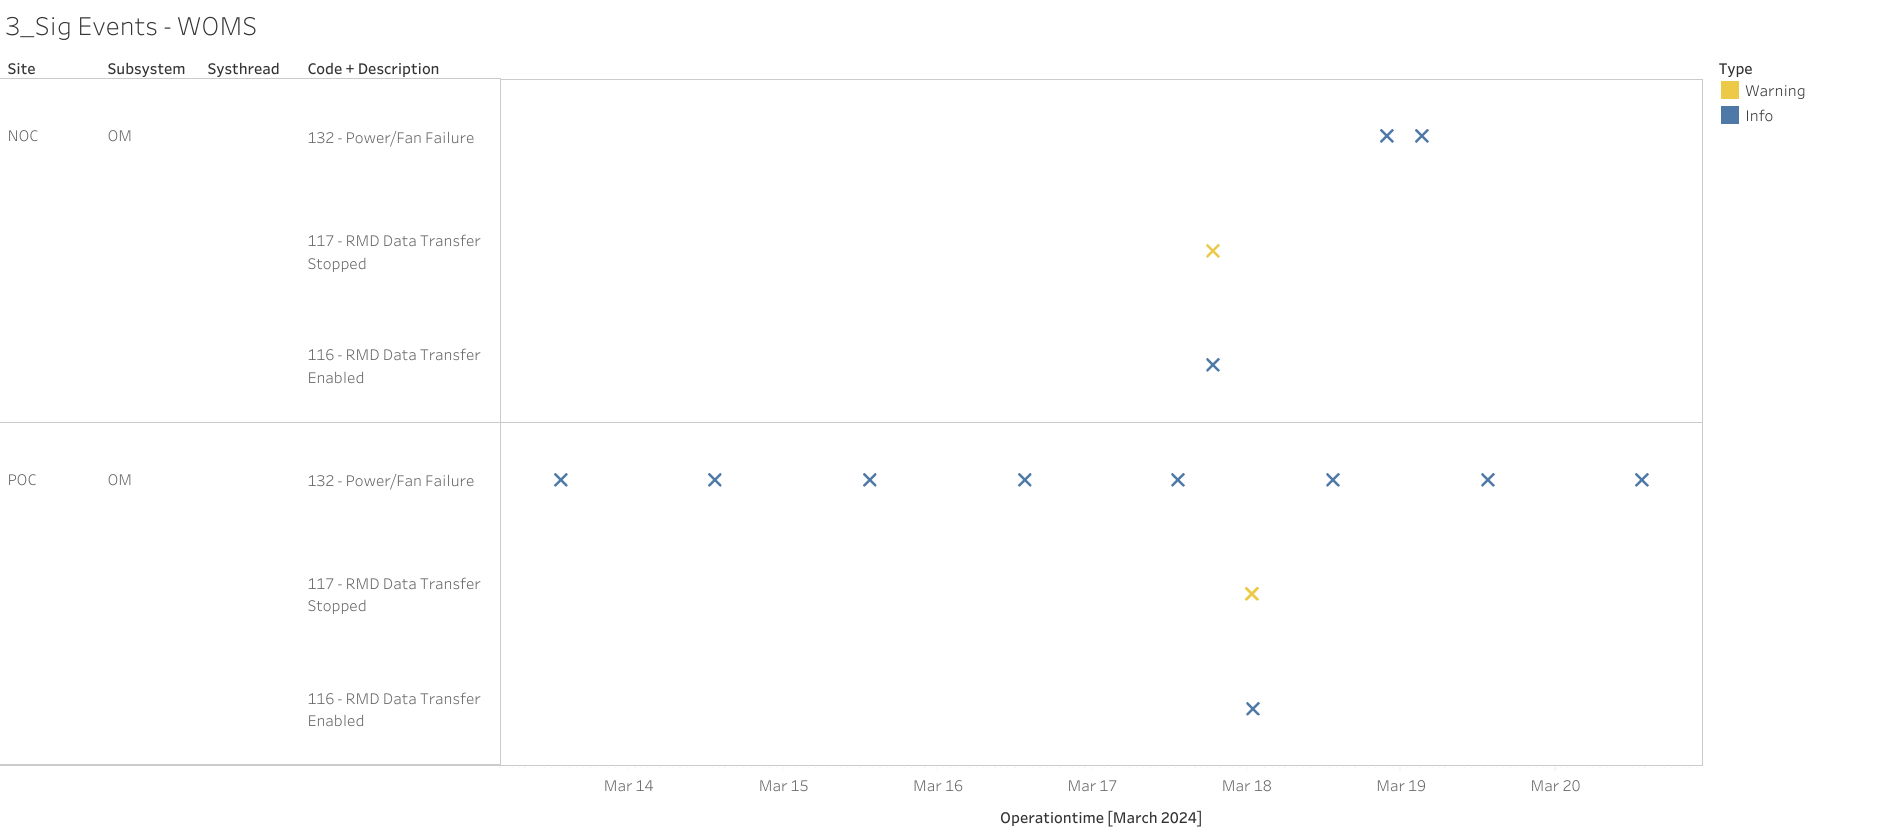 3_Sig Events - WOMS
Site Subsystem Systhread Code + Description
Type
Warning
Info
NOC OM 132 - Power/Fan Failure
117 - RMD Data Transfer
Stopped
116 - RMD Data Transfer
Enabled
POC OM 132 - Power/Fan Failure
117 - RMD Data Transfer
Stopped
116 - RMD Data Transfer
Enabled
Mar 14 Mar 15 Mar 16 Mar 17 Mar 18 Mar 19 Mar 20
Operationtime [March 2024]